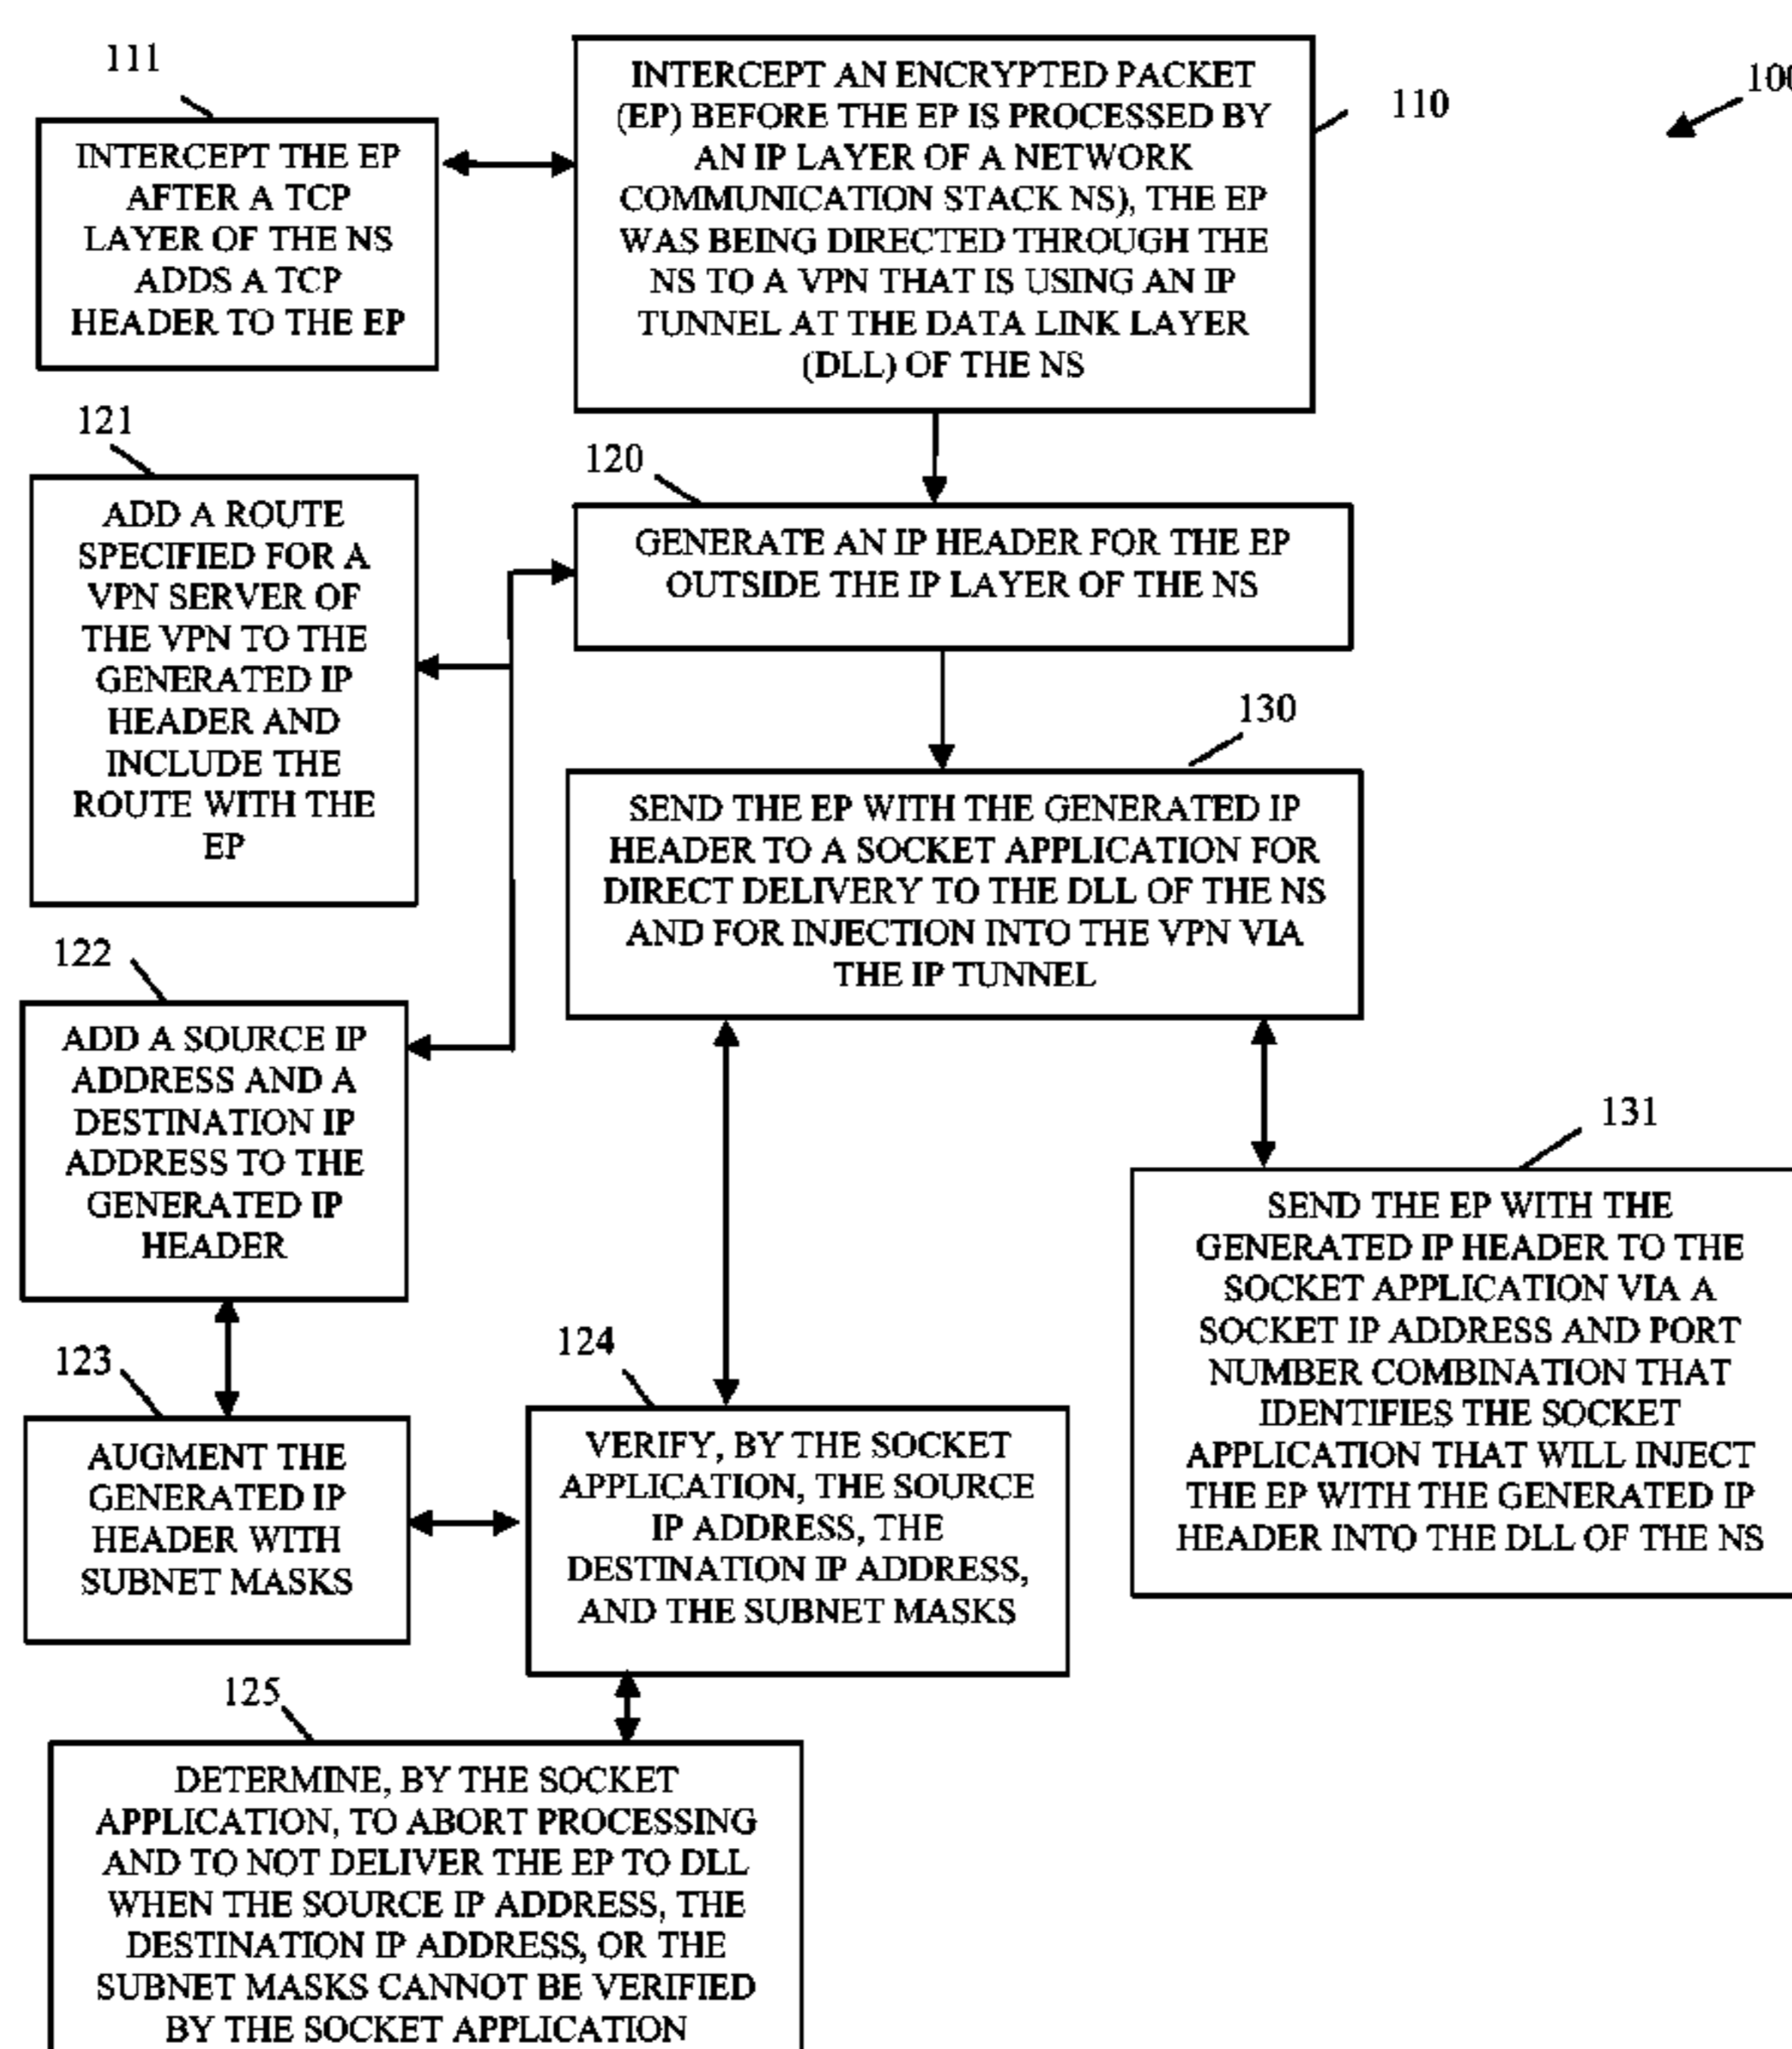 111
INTERCEPT THE EP
AFTER A TCP
LAYER OF THE NS
ADDS A TCP
HEADER TO THE EP
INTERCEPT AN ENCRYPTED PACKET
(EP) BEFORE THE EP IS PROCESSED BY
AN IP LAYER OF A NETWORK
COMMUNICATION STACK NS), THE EP
WAS BEING DIRECTED THROUGH THE
NS TO A VPN THAT IS USING AN IP
TUNNEL AT THE DATA LINK LAYER
(DLL) OF THE NS
110
100
121
ADD A ROUTE
SPECIFIED FOR A
VPN SERVER OF
THE VPN TO THE
GENERATED IP
HEADER AND
INCLUDE THE
ROUTE WITH THE
EP
120
GENERATE AN IP HEADER FOR THE EP
OUTSIDE THE IP LAYER OF THE NS
130
SEND THE EP WITH THE GENERATED IP
HEADER TO A SOCKET APPLICATION FOR
DIRECT DELIVERY TO THE DLL OF THE NS
AND FOR INJECTION INTO THE VPN VIA
THE IP TUNNEL
122
ADD A SOURCE IP
ADDRESS AND A
DESTINATION IP
ADDRESS TO THE
GENERATED IP
HEADER
131
SEND THE EP WITH THE
GENERATED IP HEADER TO THE
SOCKET APPLICATION VIA A
SOCKET IP ADDRESS AND PORT
NUMBER COMBINATION THAT
IDENTIFIES THE SOCKET
APPLICATION THAT WILL INJECT
THE EP WITH THE GENERATED IP
HEADER INTO THE DLL OF THE NS
123
AUGMENT THE
GENERATED IP
HEADER WITH
SUBNET MASKS
124
VERIFY, BY THE SOCKET
APPLICATION, THE SOURCE
IP ADDRESS, THE
DESTINATION IP ADDRESS,
AND THE SUBNET MASKS
125
DETERMINE, BY THE SOCKET
APPLICATION, TO ABORT PROCESSING
AND TO NOT DELIVER THE EP TO DLL
WHEN THE SOURCE IP ADDRESS, THE
DESTINATION IP ADDRESS, OR THE
SUBNET MASKS CANNOT BE VERIFIED
BY THE SOCKET APPLICATION